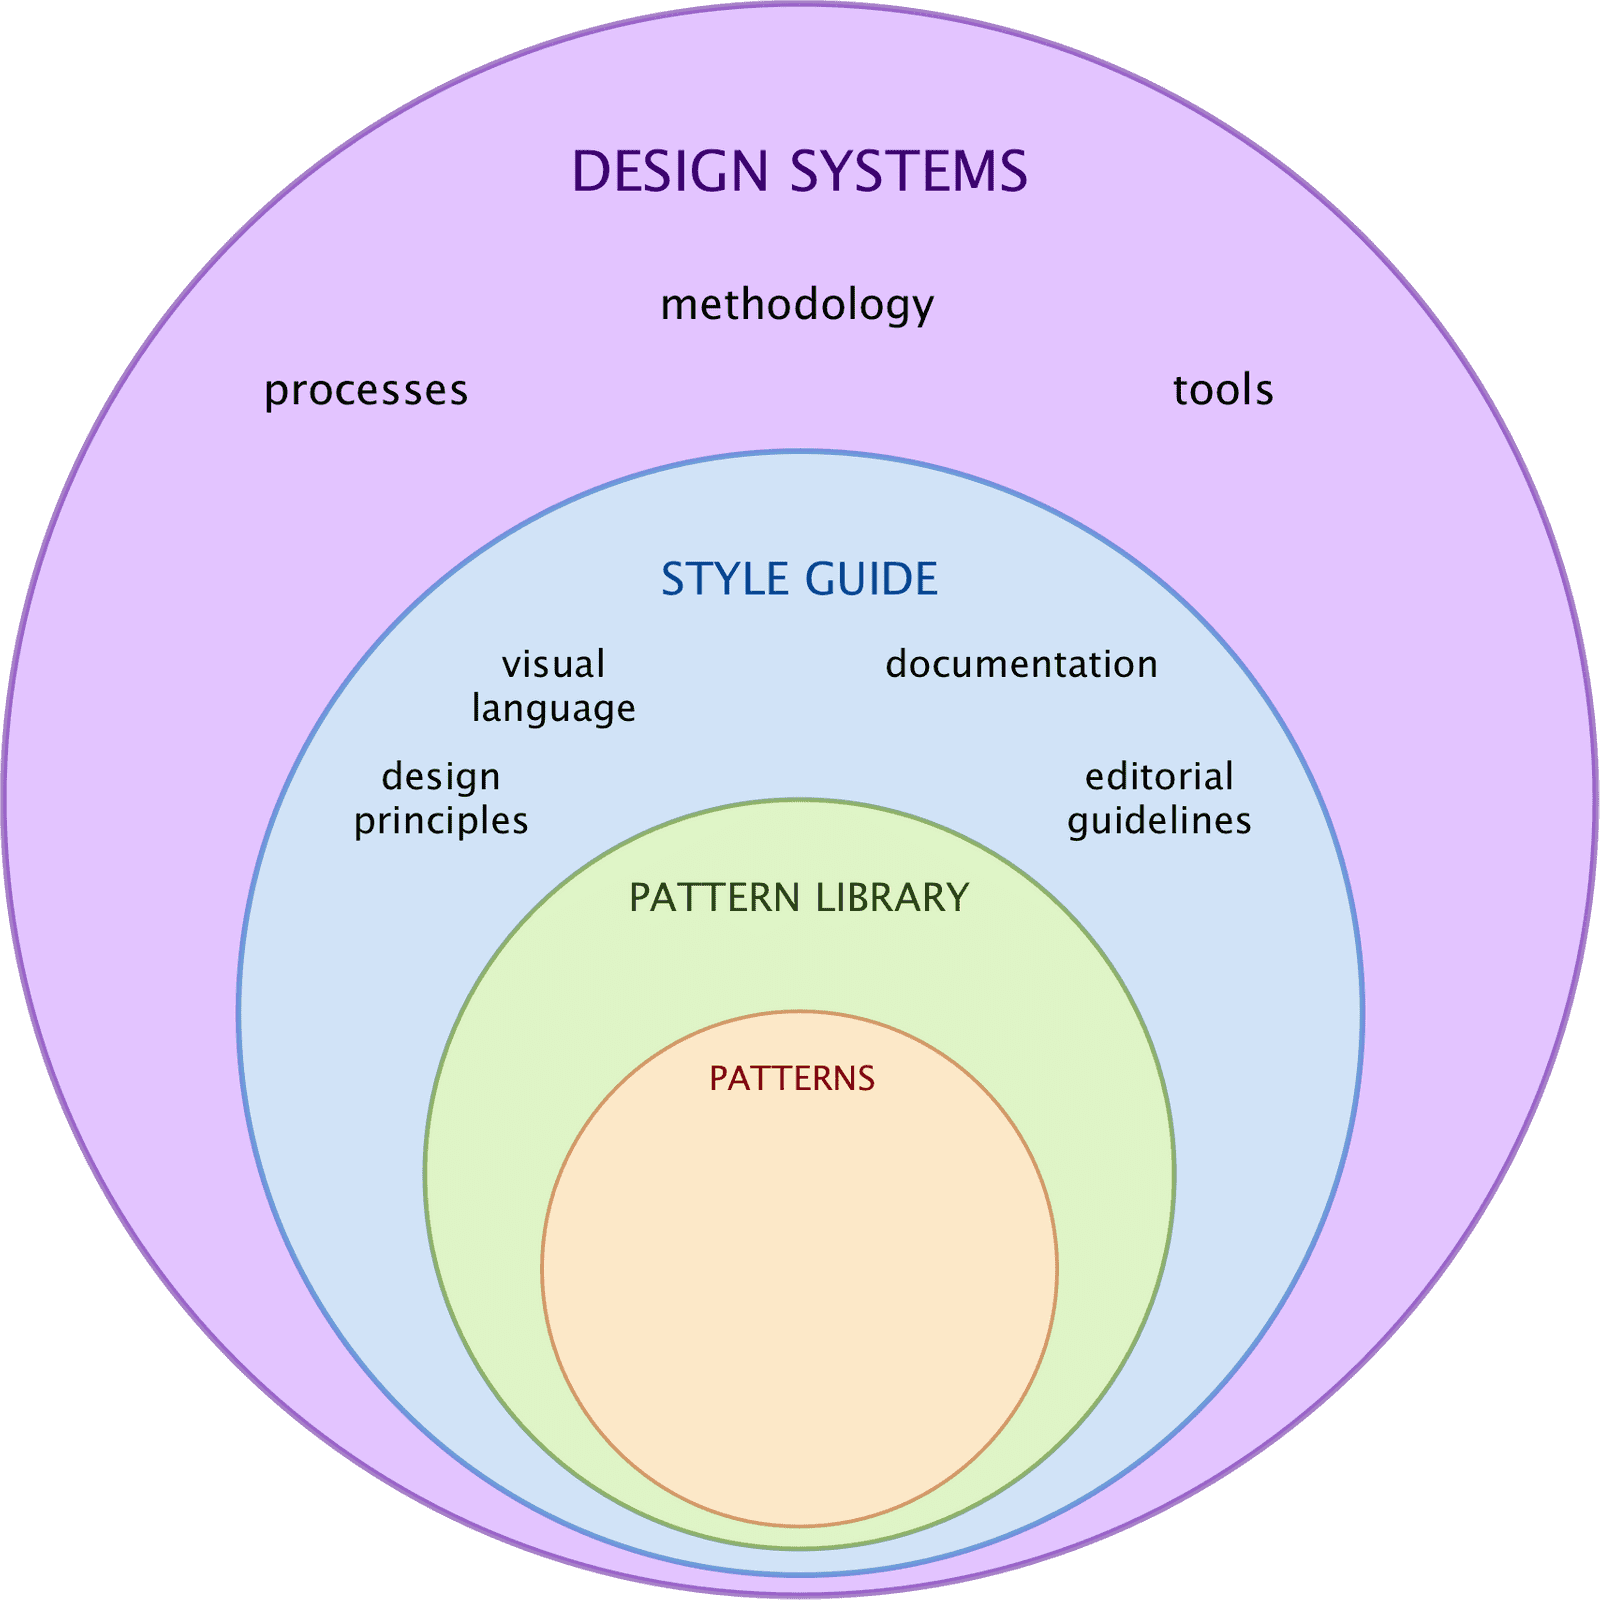 DESIGN SYSTEMS
methodology
processes
tools
STYLE GUIDE
visual
language
documentation
design
principles
editorial
guidelines
PATTERN LIBRARY
PATTERNS